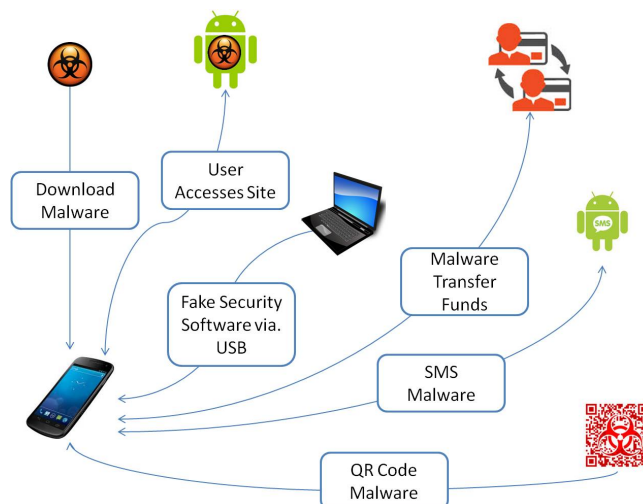 User
Accesses Site
Download
Malware
SMS
Malware
Transfer
Funds
Fake Security
Software via.
USB
SMS
Malware
QR Code
Malware